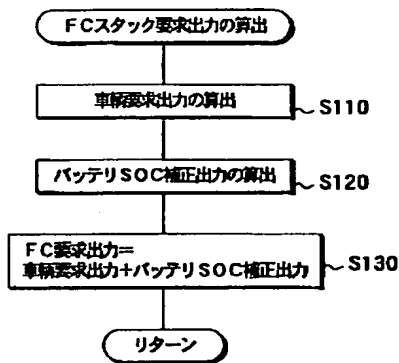 FCスタック要求出力の算出
車輌要求出力の算出
S110
バッテリSOC補正出力の算出
S120
FC要求出力=
車輌要求出力+バッテリSOC補正出力
S130
リターン